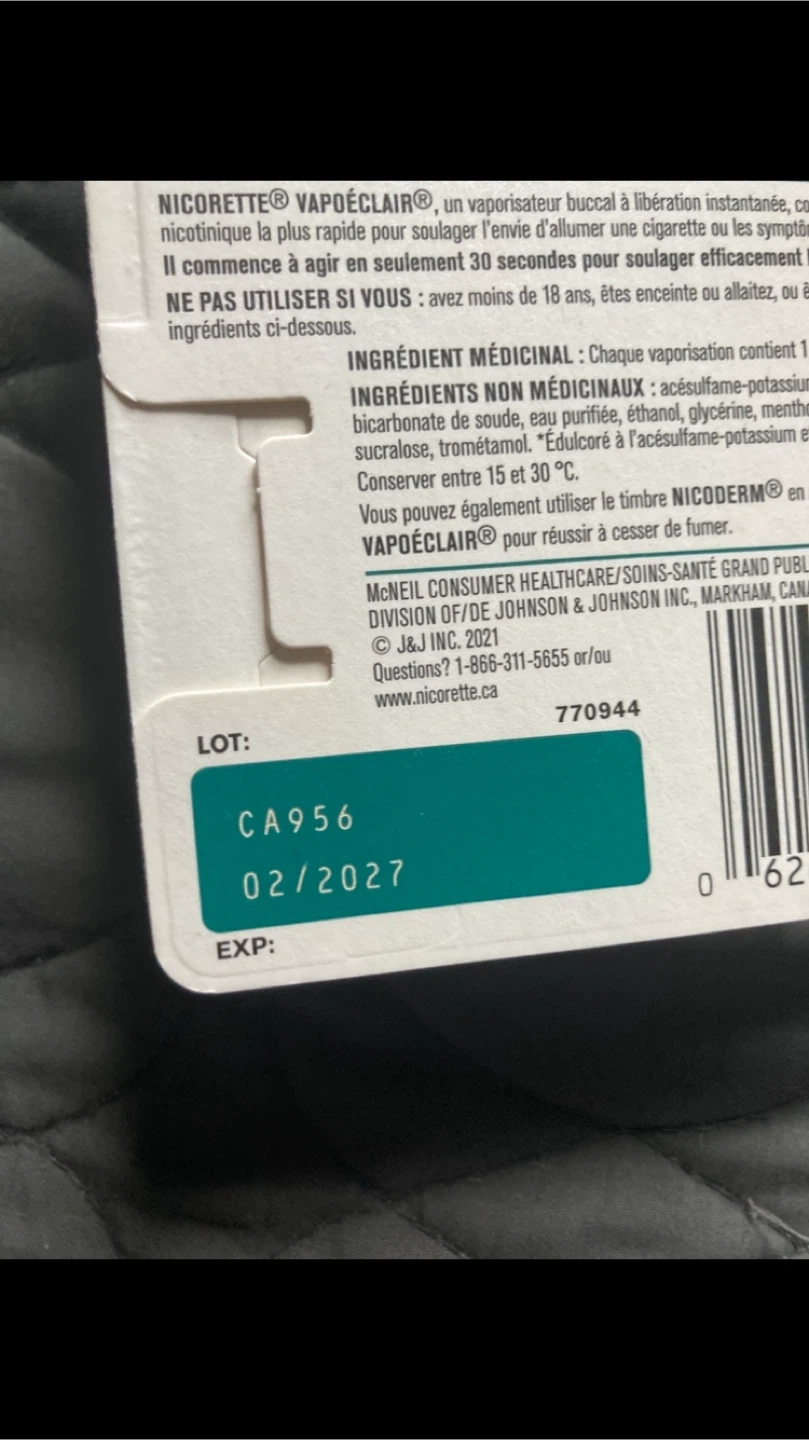 NICORETTE® VAPOÉCLAIR®, un vaporisateur buccal à libération instantanée,
nicotinique la plus rapide pour soulager l'envie d'allumer une cigarette ou les
Il commence à agir en seulement 30 secondes pour soulager efficacement
NE PAS UTILISER SI VOUS : avez moins de 18 ans, êtes enceinte ou allaitez, ou
ingrédients ci-dessous.
INGRÉDIENT MÉDICINAL : Chaque vaporisation contient 1
INGRÉDIENTS NON MÉDICINAUX : acésulfame-potassium
bicarbonate de soude, eau purifiée, éthanol, glycérine,
sucralose, trométamol. *Édulcoré à l'acésulfame-potassium
Conserver entre 15 et 30 °C.
Vous pouvez également utiliser le timbre NICODERM® en
VAPOÉCLAIR® pour réussir à cesser de fumer.
McNEIL CONSUMER HEALTHCARE/SOINS-SANTÉ GRAND
DIVISION OF/DE JOHNSON & JOHNSON INC., MARKHAM,
© J&J INC. 2021
Questions? 1-866-311-5655 or/ou
www.nicorette.ca
770944
LOT:
CA956
02/2027
EXP:
0 62